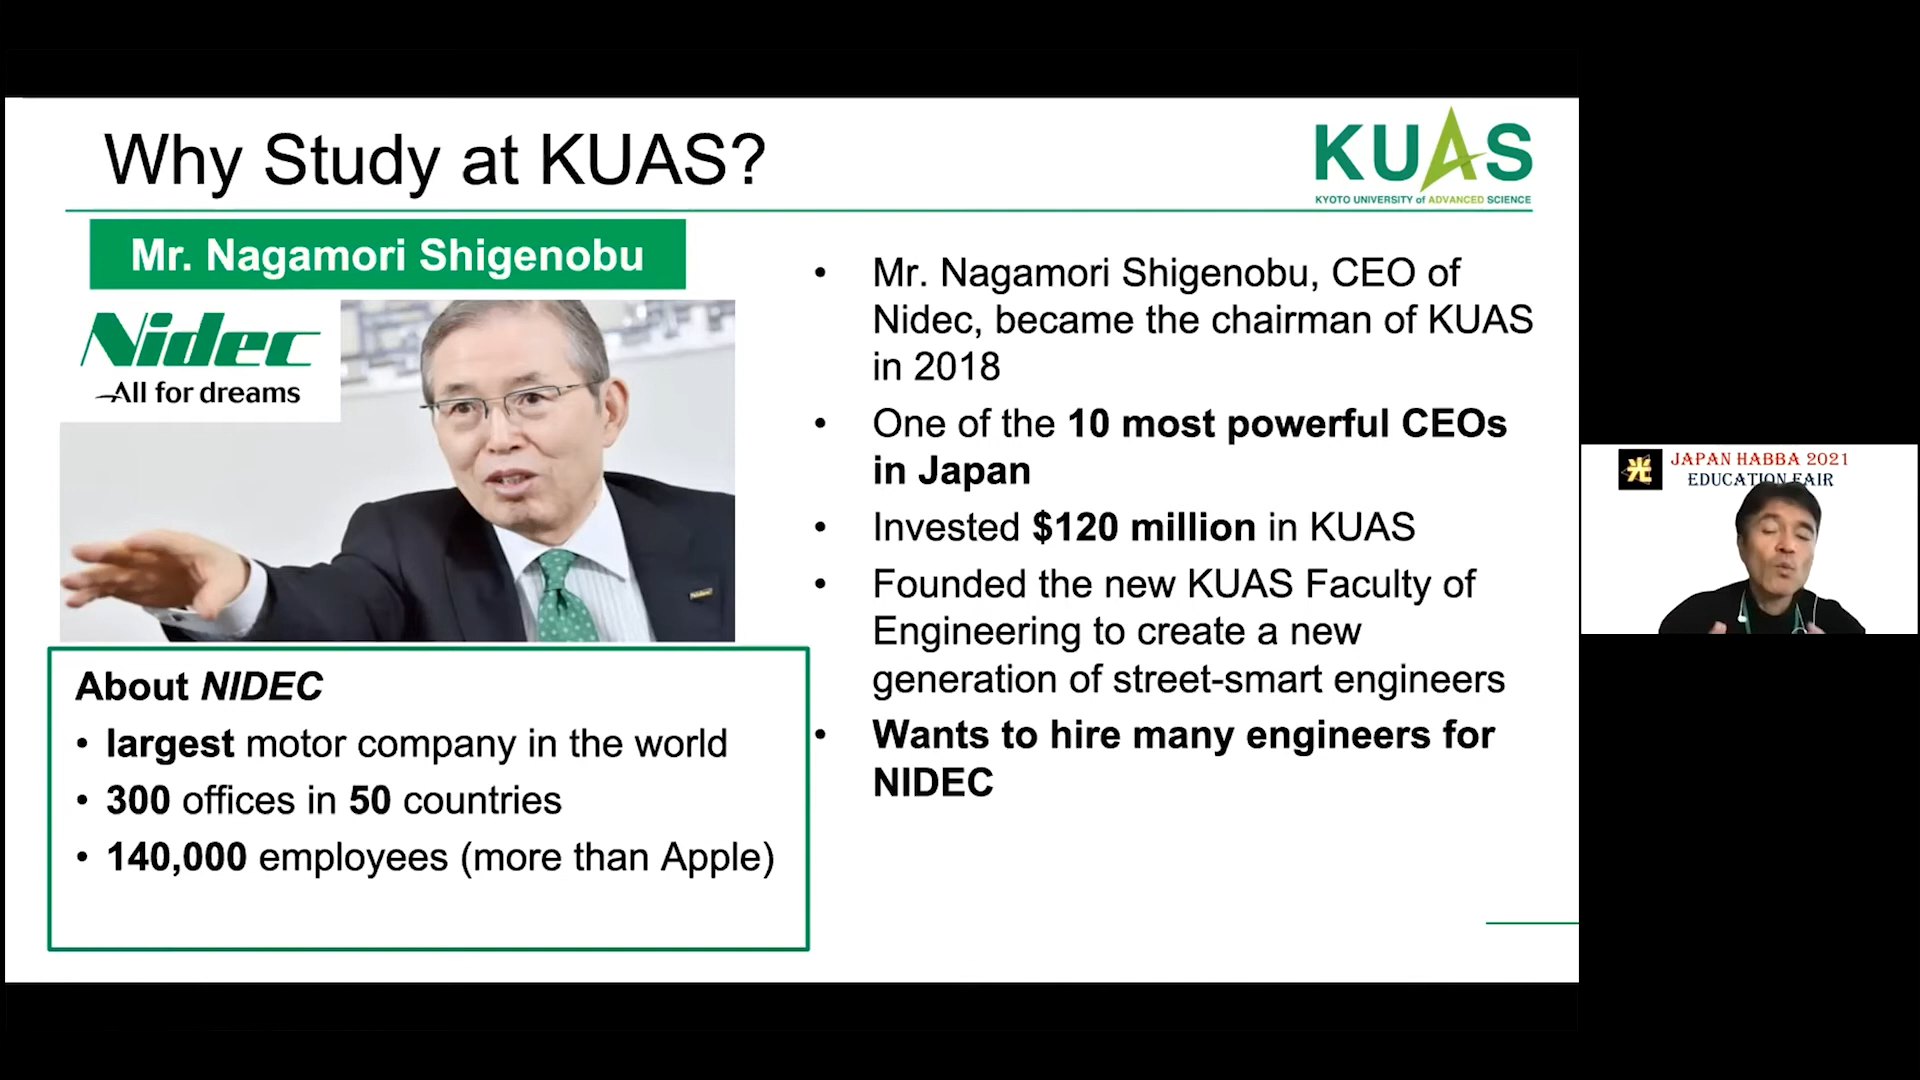 Why Study at KUAS?
KUAS
KYOTO UNIVERSITY of ADVANCED SCIENCE
Mr. Nagamori Shigenobu
Nidec
All for dreams
About NIDEC
• largest motor company in the world
• 300 offices in 50 countries
• 140,000 employees (more than Apple)
• Mr. Nagamori Shigenobu, CEO of
Nidec, became the chairman of KUAS
in 2018
• One of the 10 most powerful CEOs
in Japan
• Invested $120 million in KUAS
• Founded the new KUAS Faculty of
Engineering to create a new
generation of street-smart engineers
• Wants to hire many engineers for
NIDEC
光
JAPAN HABBA 2021
EDUCATION FAIR